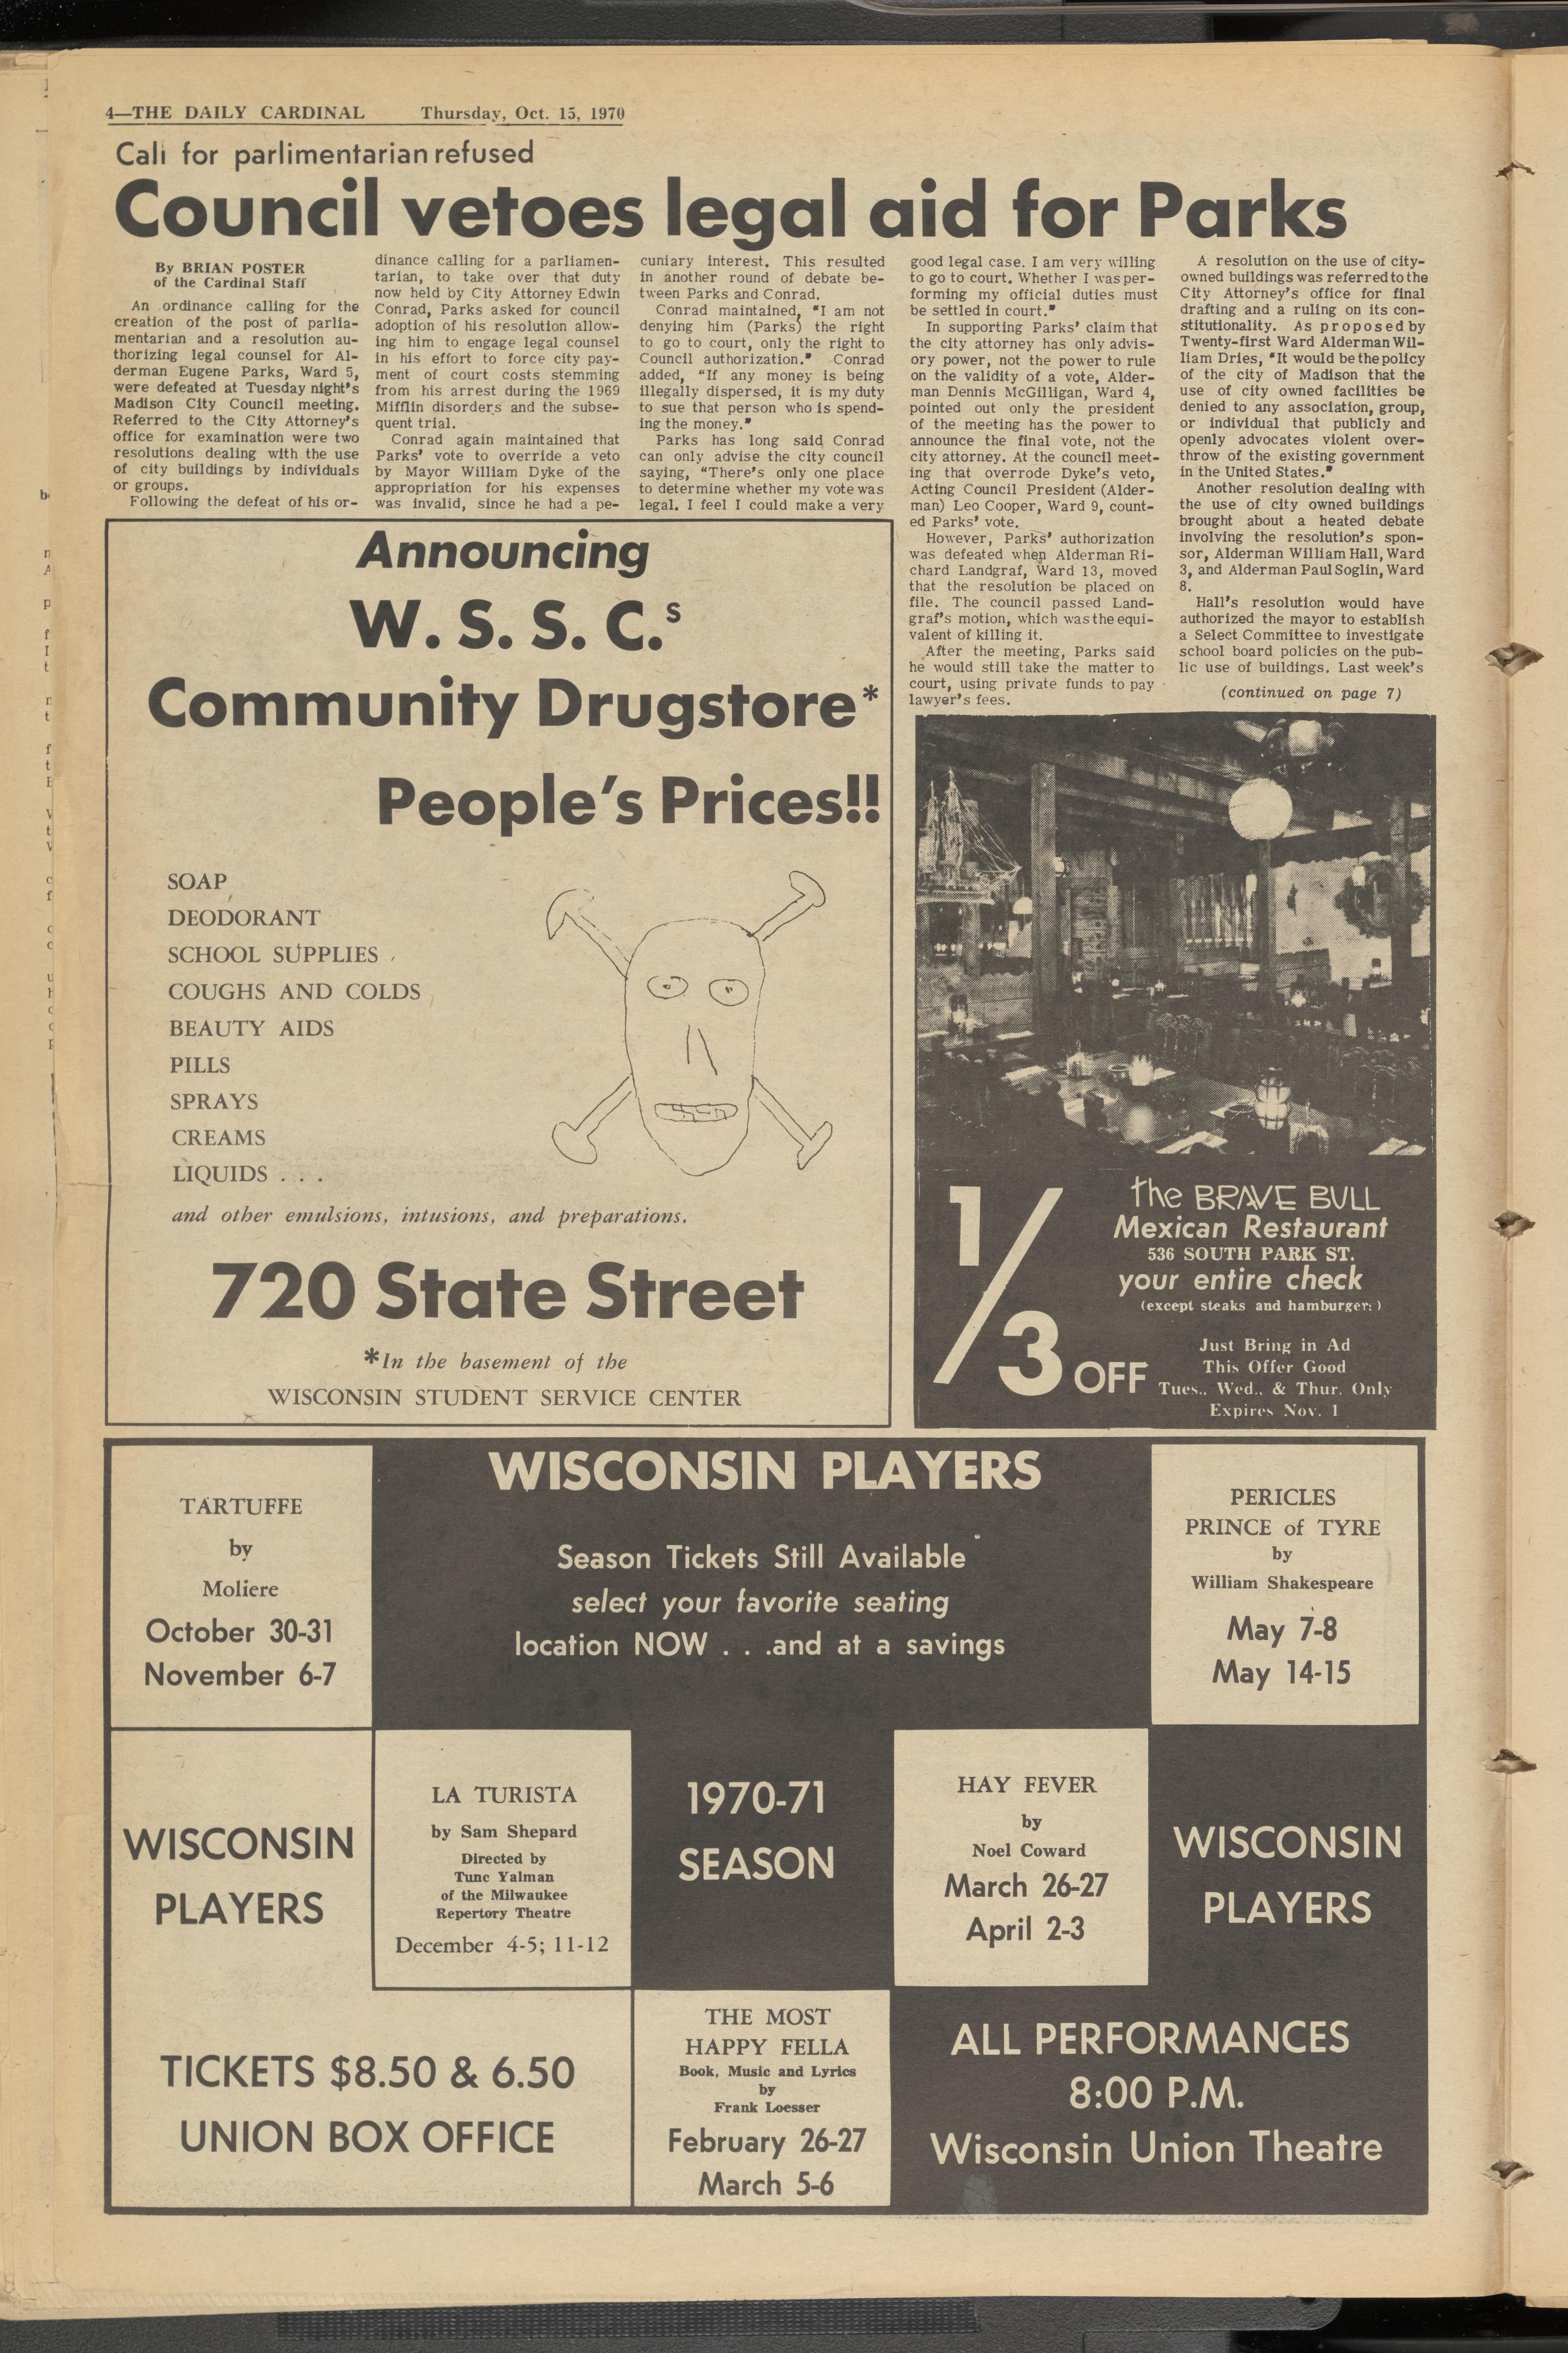 4—THE DAILY CARDINAL Thursday, Oct. 15, 1970
Call for parlimentarian refused
Council vetoes legal aid for Parks
By BRIAN POSTER
of the Cardinal Staff
An ordinance calling for the
creation of the post of parlia-
mentarian and a resolution au-
thorizing legal counsel for Al-
derman Eugene Parks, Ward 5,
were defeated at Tuesday night's
Madison City Council meeting.
Referred to the City Attorney's
office for examination were two
resolutions dealing with the use
of city buildings by individuals
or groups.
Following the defeat of his or-
dinance calling for a parliamen-
tarian, to take over that duty
now held by City Attorney Edwin
Conrad, Parks asked for council
adoption of his resolution allow-
ing him to engage legal counsel
in his effort to force city pay-
ment of court costs stemming
from his arrest during the 1969
Mifflin disorders and the subse-
quent trial.
Conrad again maintained that
Parks' vote to override a veto
by Mayor William Dyke of the
appropriation for his expenses
was invalid, since he had a pe-
cuniary interest. This resulted
in another round of debate be-
tween Parks and Conrad.
Conrad maintained, "I am not
denying him (Parks) the right
to go to court, only the right to
Council authorization." Conrad
added, "If any money is being
illegally dispersed, it is my duty
to sue that person who is spend-
ing the money."
Parks has long said Conrad
can only advise the city council
saying, "There's only one place
to determine whether my vote was
legal. I feel I could make a very
good legal case. I am very willing
to go to court. Whether I was per-
forming my official duties must
be settled in court."
In supporting Parks' claim that
the city attorney has only advis-
ory power, not the power to rule
on the validity of a vote, Alder-
man Dennis McGilligan, Ward 4,
pointed out only the president
of the meeting has the power to
announce the final vote, not the
city attorney. At the council meet-
ing that overrode Dyke's veto,
Acting Council President (Alder-
man) Leo Cooper, Ward 9, count-
ed Parks' vote.
However, Parks' authorization
was defeated when Alderman Ri-
chard Landgraf, Ward 13, moved
that the resolution be placed on
file. The council passed Land-
graf's motion, which was the equi-
valent of killing it.
After the meeting, Parks said
he would still take the matter to
court, using private funds to pay
lawyer's fees.
A resolution on the use of city-
owned buildings was referred to the
City Attorney's office for final
drafting and a ruling on its con-
stitutionality. As proposed by
Twenty-first Ward Alderman Wil-
liam Dries, "It would be the policy
of the city of Madison that the
use of city owned facilities be
denied to any association, group,
or individual that publicly and
openly advocates violent over-
throw of the existing government
in the United States."
Another resolution dealing with
the use of city owned buildings
brought about a heated debate
involving the resolution's spon-
sor, Alderman William Hall, Ward
3, and Alderman Paul Soglin, Ward
8.
Hall's resolution would have
authorized the mayor to establish
a Select Committee to investigate
school board policies on the pub-
lic use of buildings. Last week's
(continued on page 7)
Announcing
W. S. S. C.s
Community Drugstore*
People's Prices!!
SOAP
DEODORANT
SCHOOL SUPPLIES
COUGHS AND COLDS
BEAUTY AIDS
PILLS
SPRAYS
CREAMS
LIQUIDS . . .
and other emulsions, intusions, and preparations.
720 State Street
*In the basement of the
WISCONSIN STUDENT SERVICE CENTER
1/3 OFF
the BRAVE BULL
Mexican Restaurant
536 SOUTH PARK ST.
your entire check
(except steaks and hamburgers)
Just Bring in Ad
This Offer Good
Tues., Wed., & Thur. Only
Expires Nov. 1
WISCONSIN PLAYERS
Season Tickets Still Available
select your favorite seating
location NOW . . .and at a savings
TARTUFFE
by
Moliere
October 30-31
November 6-7
PERICLES
PRINCE of TYRE
by
William Shakespeare
May 7-8
May 14-15
WISCONSIN
PLAYERS
LA TURISTA
by Sam Shepard
Directed by
Tunc Yalman
of the Milwaukee
Repertory Theatre
December 4-5; 11-12
1970-71
SEASON
HAY FEVER
by
Noel Coward
March 26-27
April 2-3
WISCONSIN
PLAYERS
TICKETS $8.50 & 6.50
UNION BOX OFFICE
THE MOST
HAPPY FELLA
Book, Music and Lyrics
by
Frank Loesser
February 26-27
March 5-6
ALL PERFORMANCES
8:00 P.M.
Wisconsin Union Theatre